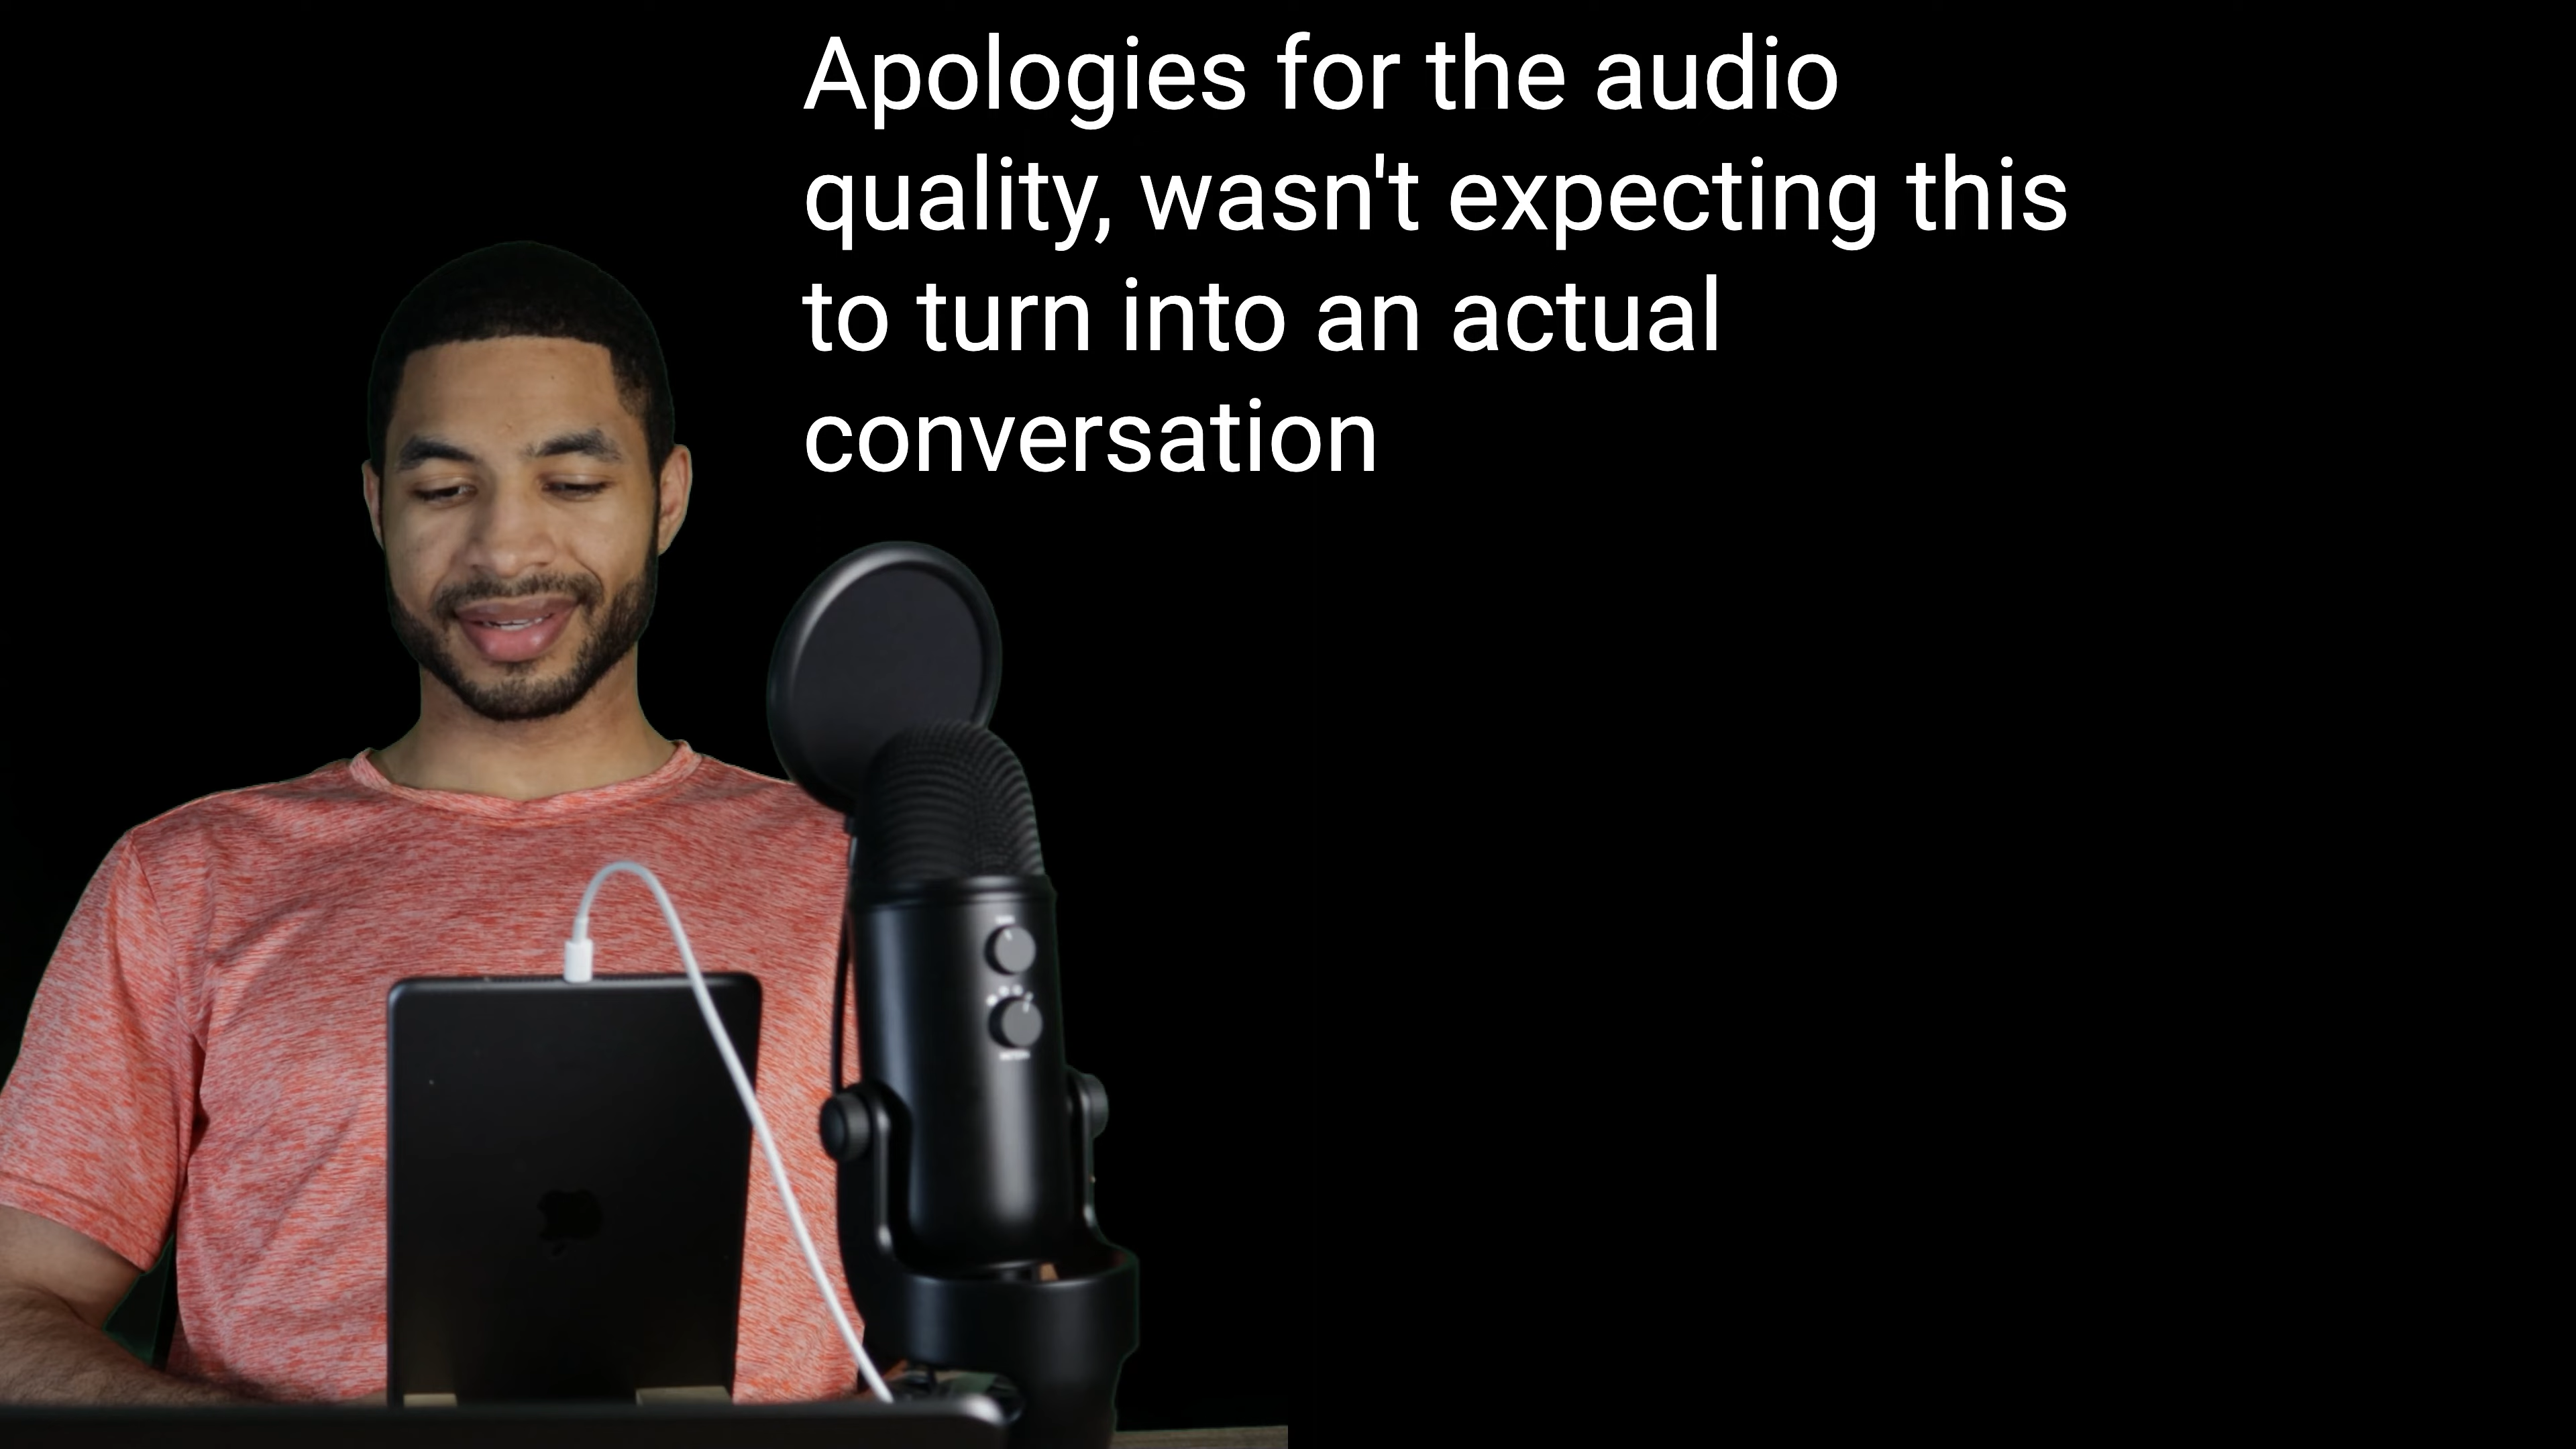 Apologies for the audio
quality, wasn't expecting this
to turn into an actual
conversation